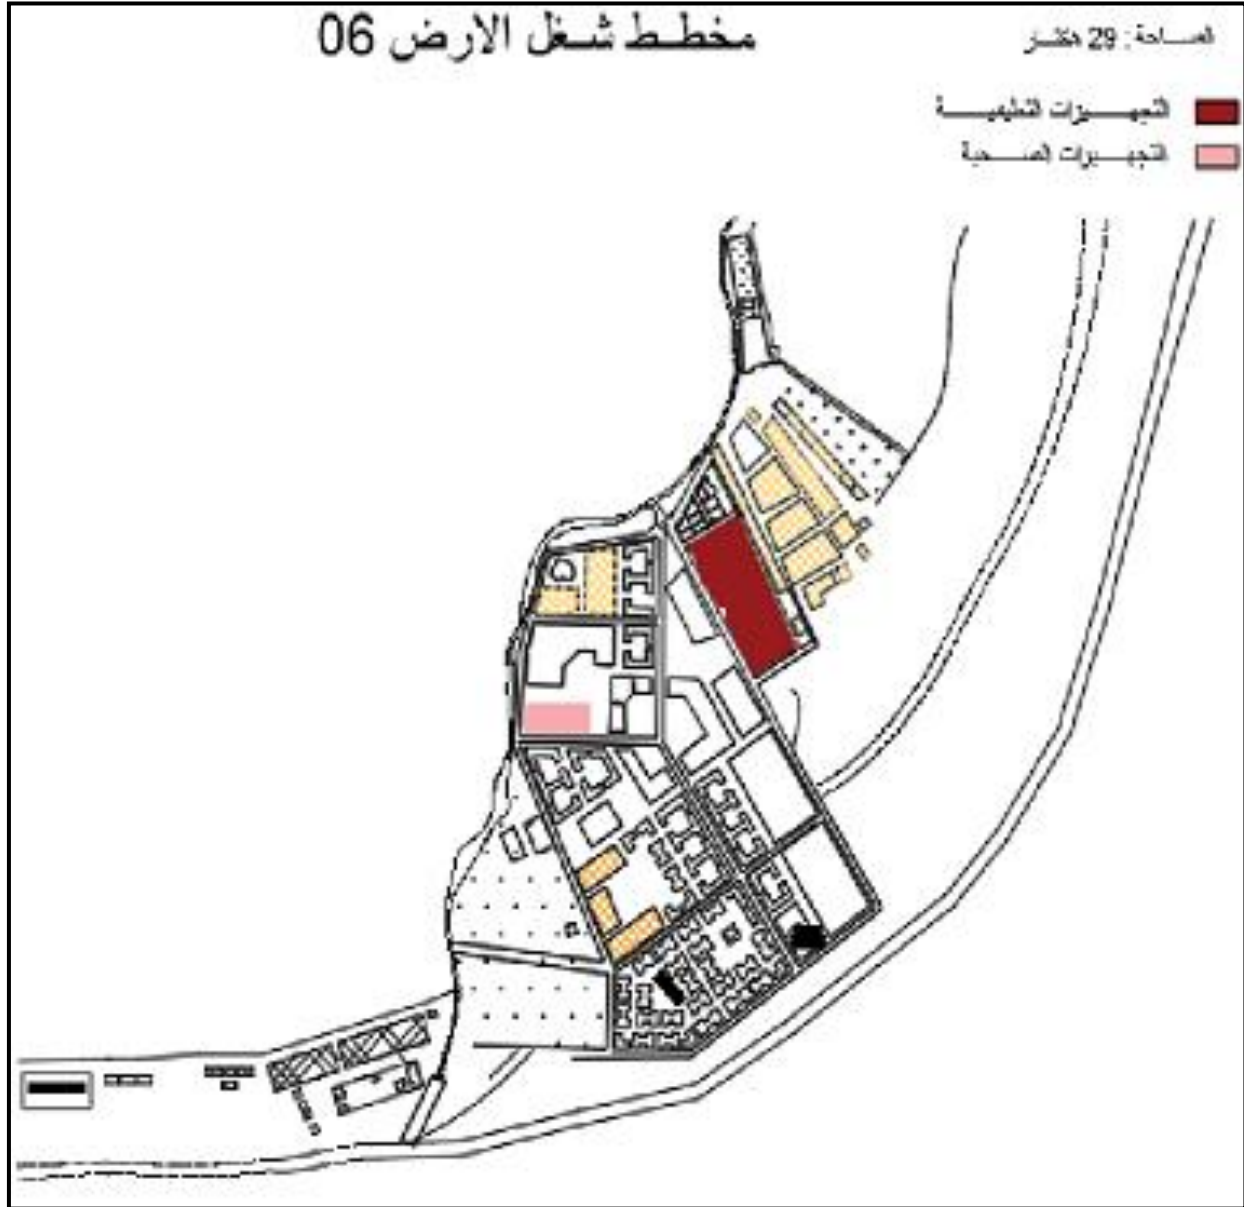 مخطط شغل الارض 06
المساحة : 29 هكتار
التجهيزات التعليمية
التجهيزات الصحية